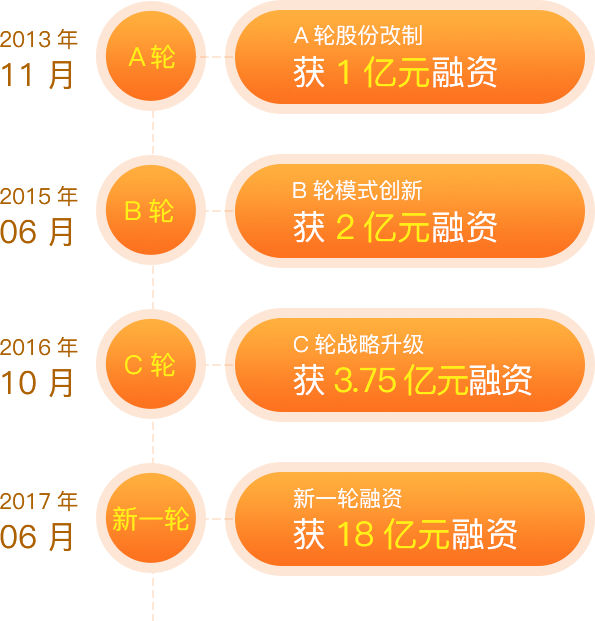 2013 年
11 月
A 轮
A 轮股份改制
获 1 亿元融资
2015 年
06 月
B 轮
B 轮模式创新
获 2 亿元融资
2016 年
10 月
C 轮
C 轮战略升级
获 3.75 亿元融资
2017 年
06 月
新一轮
新一轮融资
获 18 亿元融资